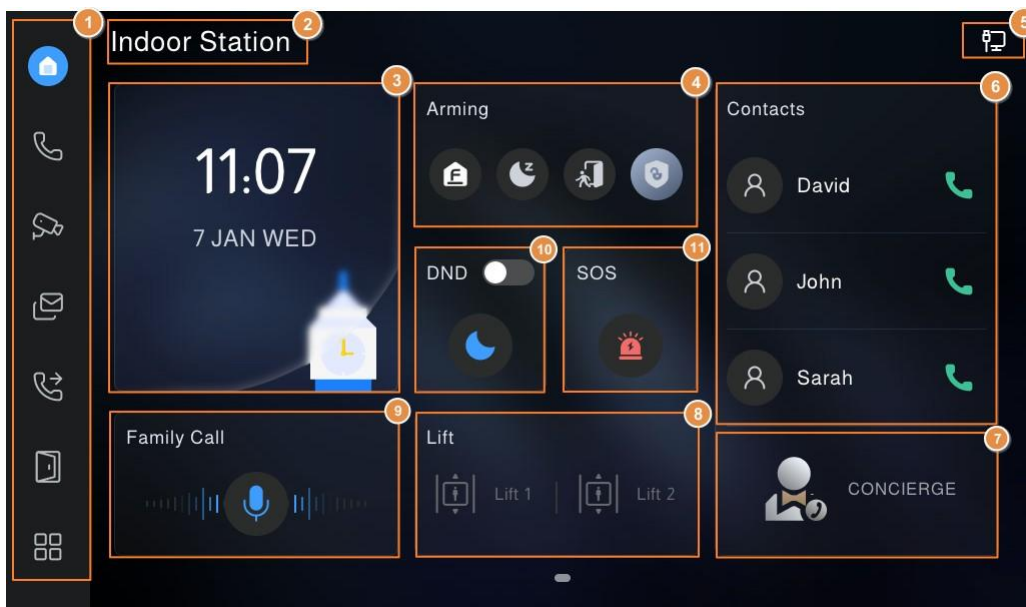 1
2
Indoor Station
5
3
4
6
11:07
7 JAN WED
Arming
Contacts
David
John
Sarah
10
11
DND
SOS
9
8
7
Family Call
Lift
Lift 1
Lift 2
CONCIERGE